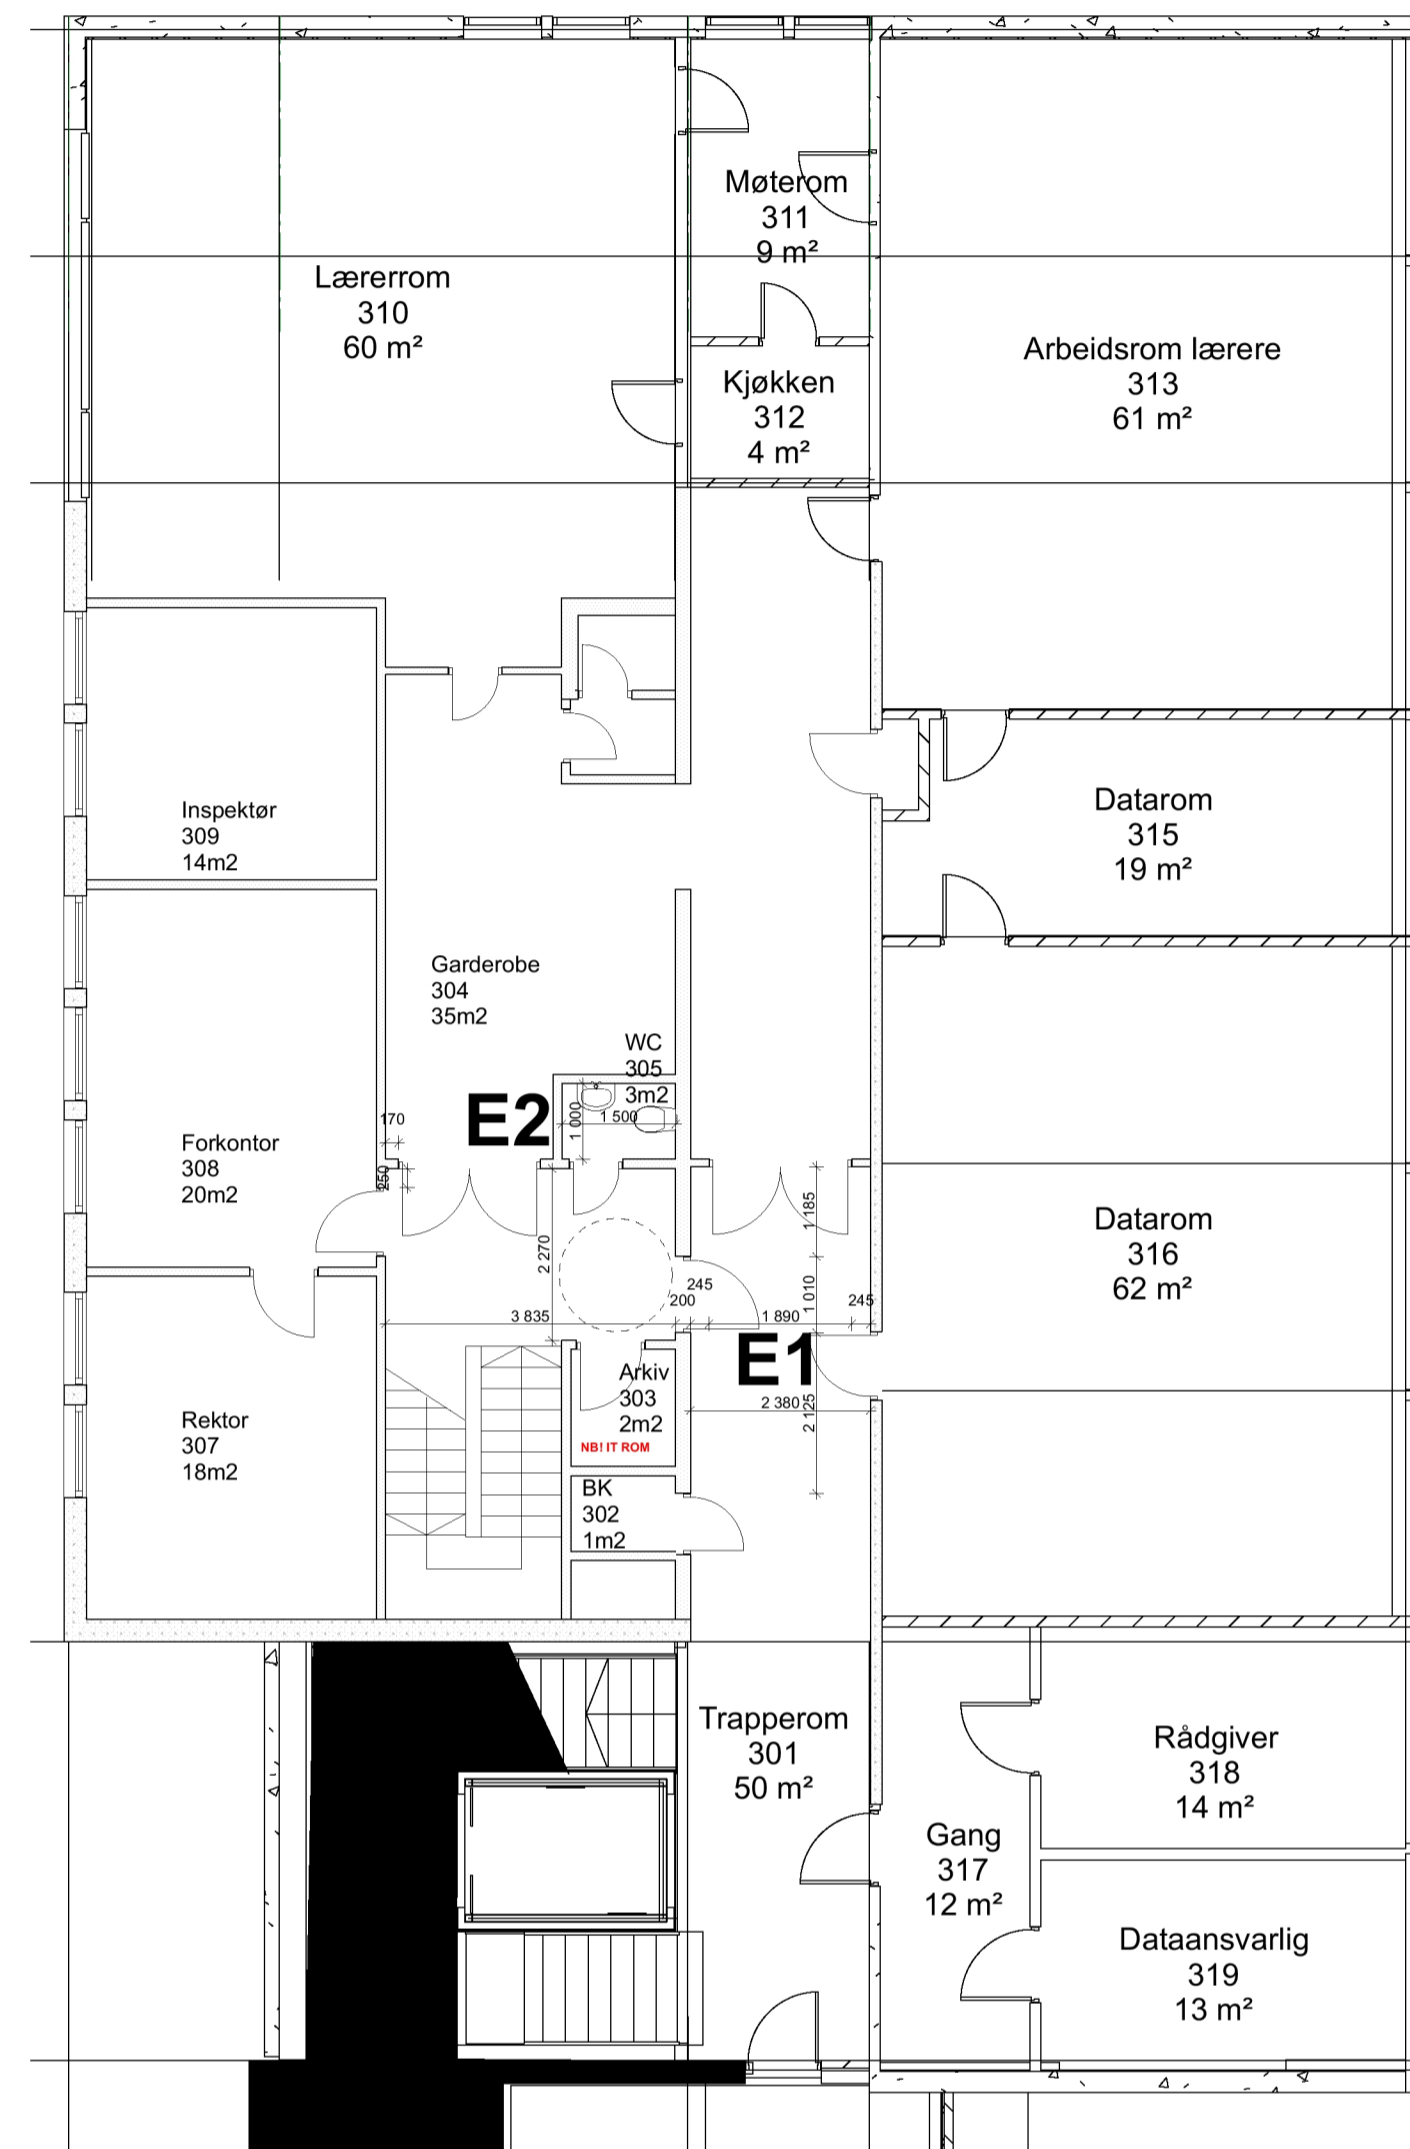 Møterom
311
9 m²
Lærerrom
310
60 m²
Arbeidsrom lærere
313
61 m²
Kjøkken
312
4 m²
Inspektør
309
14m2
Datarom
315
19 m²
Garderobe
304
35m2
WC
305
3m2
1 500
1 000
E2
170
250
Forkontor
308
20m2
1 185
Datarom
316
62 m²
2 270
245
200
1 010
245
3 835
1 890
E1
Arkiv
303
2m2
NB! IT ROM
2 380
2 125
Rektor
307
18m2
BK
302
1m2
Trapperom
301
50 m²
Rådgiver
318
14 m²
Gang
317
12 m²
Dataansvarlig
319
13 m²